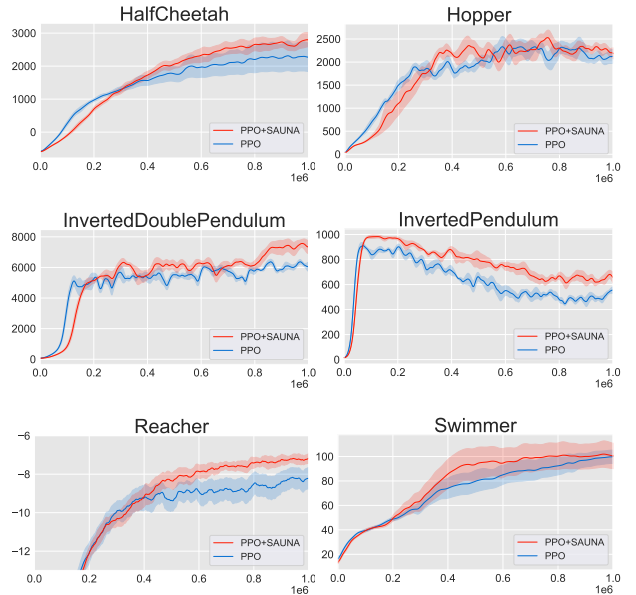 HalfCheetah
3000
2000
1000
0
PPO+SAUNA
PPO
0.0 0.2 0.4 0.6 0.8 1.0
1e6
Hopper
2500
2000
1500
1000
500
0
PPO+SAUNA
PPO
0.0 0.2 0.4 0.6 0.8 1.0
1e6
InvertedDoublePendulum
8000
6000
4000
2000
0
PPO+SAUNA
PPO
0.0 0.2 0.4 0.6 0.8 1.0
1e6
InvertedPendulum
1000
800
600
400
200
0
PPO+SAUNA
PPO
0.0 0.2 0.4 0.6 0.8 1.0
1e6
Reacher
−6
−8
−10
−12
PPO+SAUNA
PPO
0.0 0.2 0.4 0.6 0.8 1.0
1e6
Swimmer
100
80
60
40
20
PPO+SAUNA
PPO
0.0 0.2 0.4 0.6 0.8 1.0
1e6